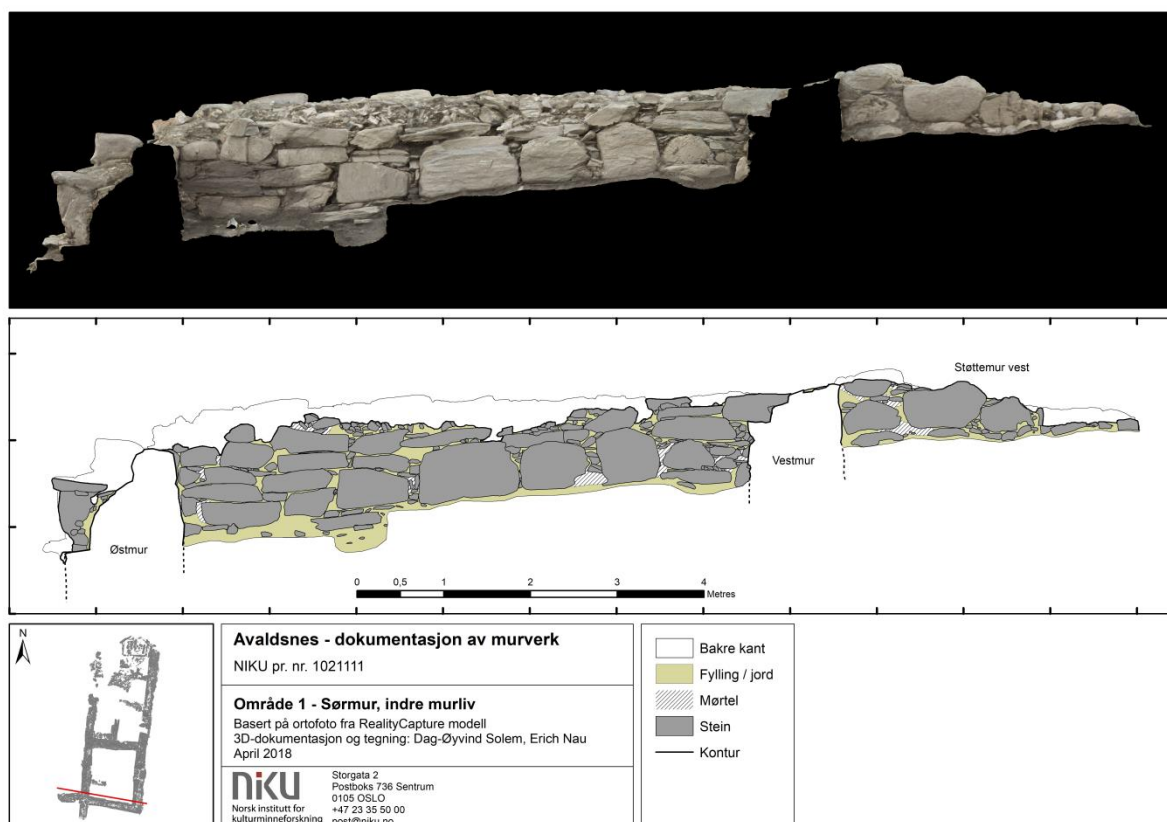 Støttemur vest
Vestmur
Østmur
0 0,5 1 2 3 4
Metres
N
Avaldsnes - dokumentasjon av murverk
NIKU pr. nr. 1021111
Område 1 - Sørmur, indre murliv
Basert på ortofoto fra RealityCapture modell
3D-dokumentasjon og tegning: Dag-Øyvind Solem, Erich Nau
April 2018
niku
Norsk institutt for
kulturminneforskning
Storgata 2
Postboks 736 Sentrum
0105 OSLO
+47 23 35 50 00
post@niku.no
Bakre kant
Fylling / jord
Mørtel
Stein
Kontur